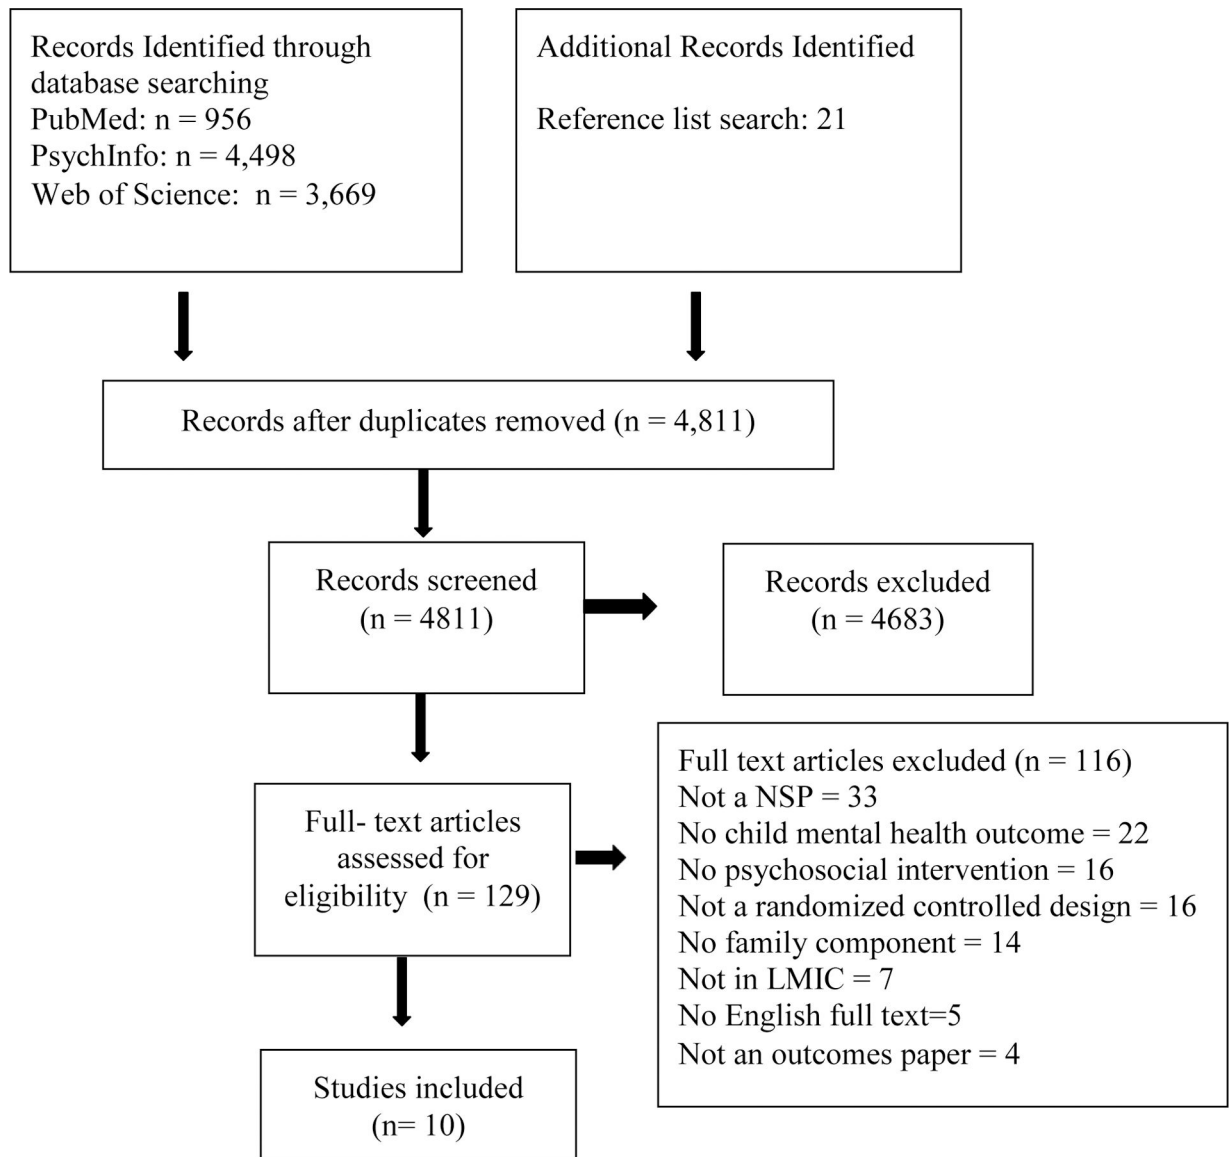 Records Identified through
database searching
PubMed: n = 956
PsychInfo: n = 4,498
Web of Science:  n = 3,669
Additional Records Identified
Reference list search: 21
Records after duplicates removed (n = 4,811)
Records screened
(n = 4811)
Records excluded
(n = 4683)
Full- text articles
assessed for
eligibility  (n = 129)
Full text articles excluded (n = 116)
Not a NSP = 33
No child mental health outcome = 22
No psychosocial intervention = 16
Not a randomized controlled design = 16
No family component = 14
Not in LMIC = 7
No English full text=5
Not an outcomes paper = 4
Studies included
(n= 10)